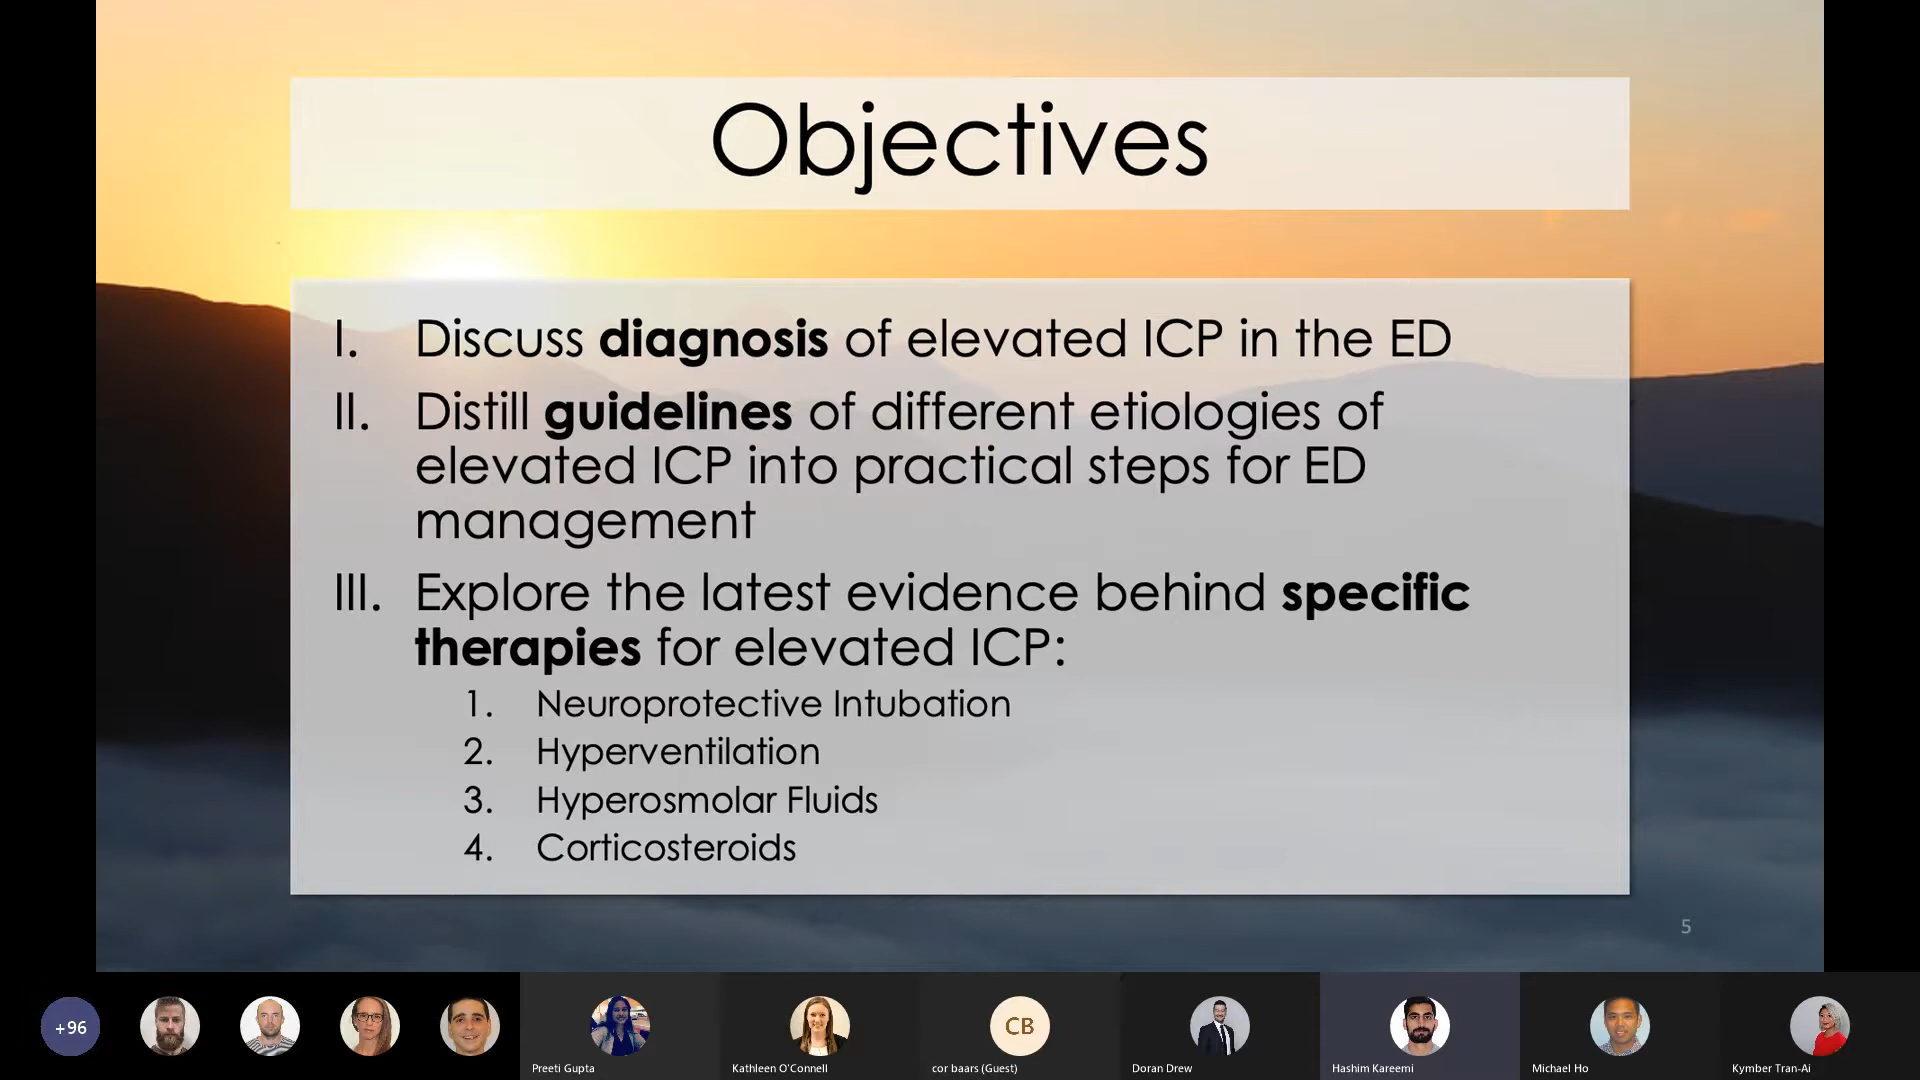 Objectives
I. Discuss diagnosis of elevated ICP in the ED
II. Distill guidelines of different etiologies of
elevated ICP into practical steps for ED
management
III. Explore the latest evidence behind specific
therapies for elevated ICP:
1. Neuroprotective Intubation
2. Hyperventilation
3. Hyperosmolar Fluids
4. Corticosteroids
5
+96
CB
Preeti Gupta
Kathleen O'Connell
cor baars (Guest)
Doran Drew
Hashim Kareemi
Michael Ho
Kymber Tran-Ai